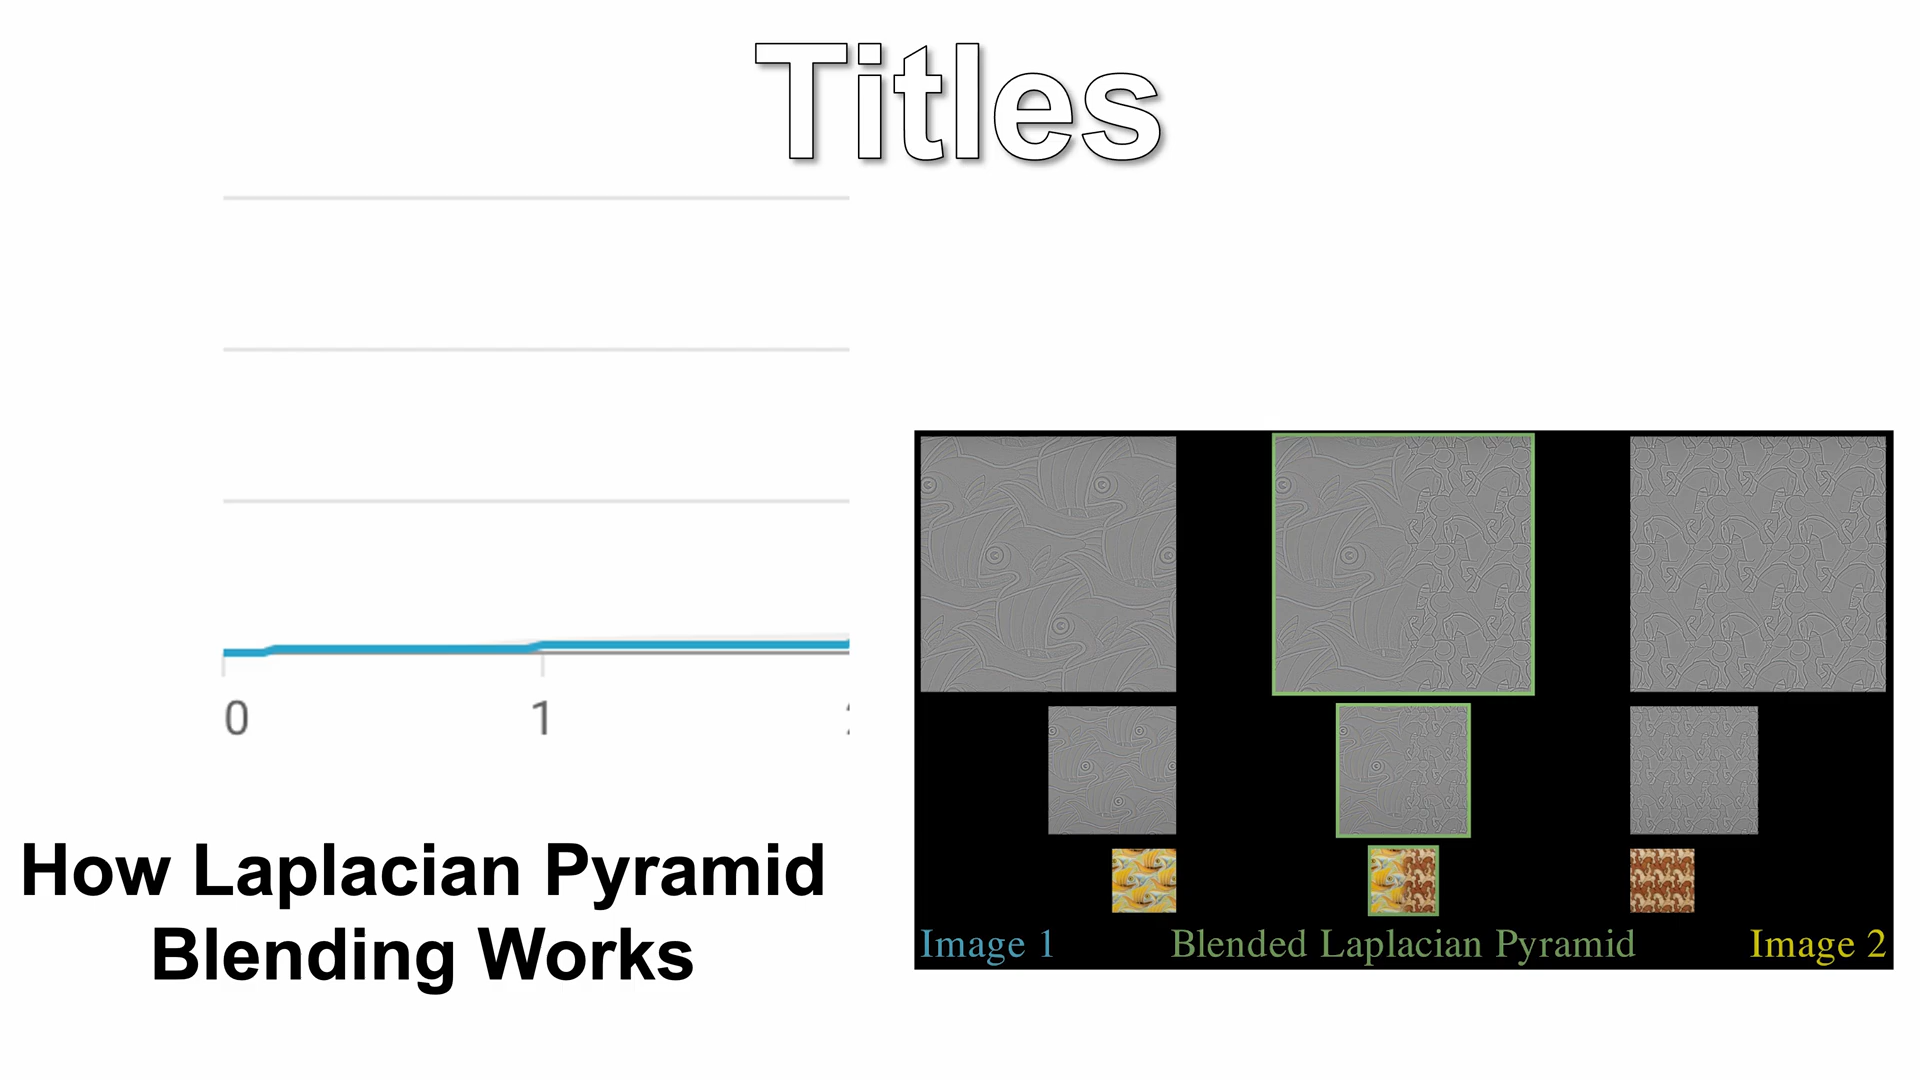 Titles
0 1
How Laplacian Pyramid
Blending Works
Image 1 Blended Laplacian Pyramid Image 2